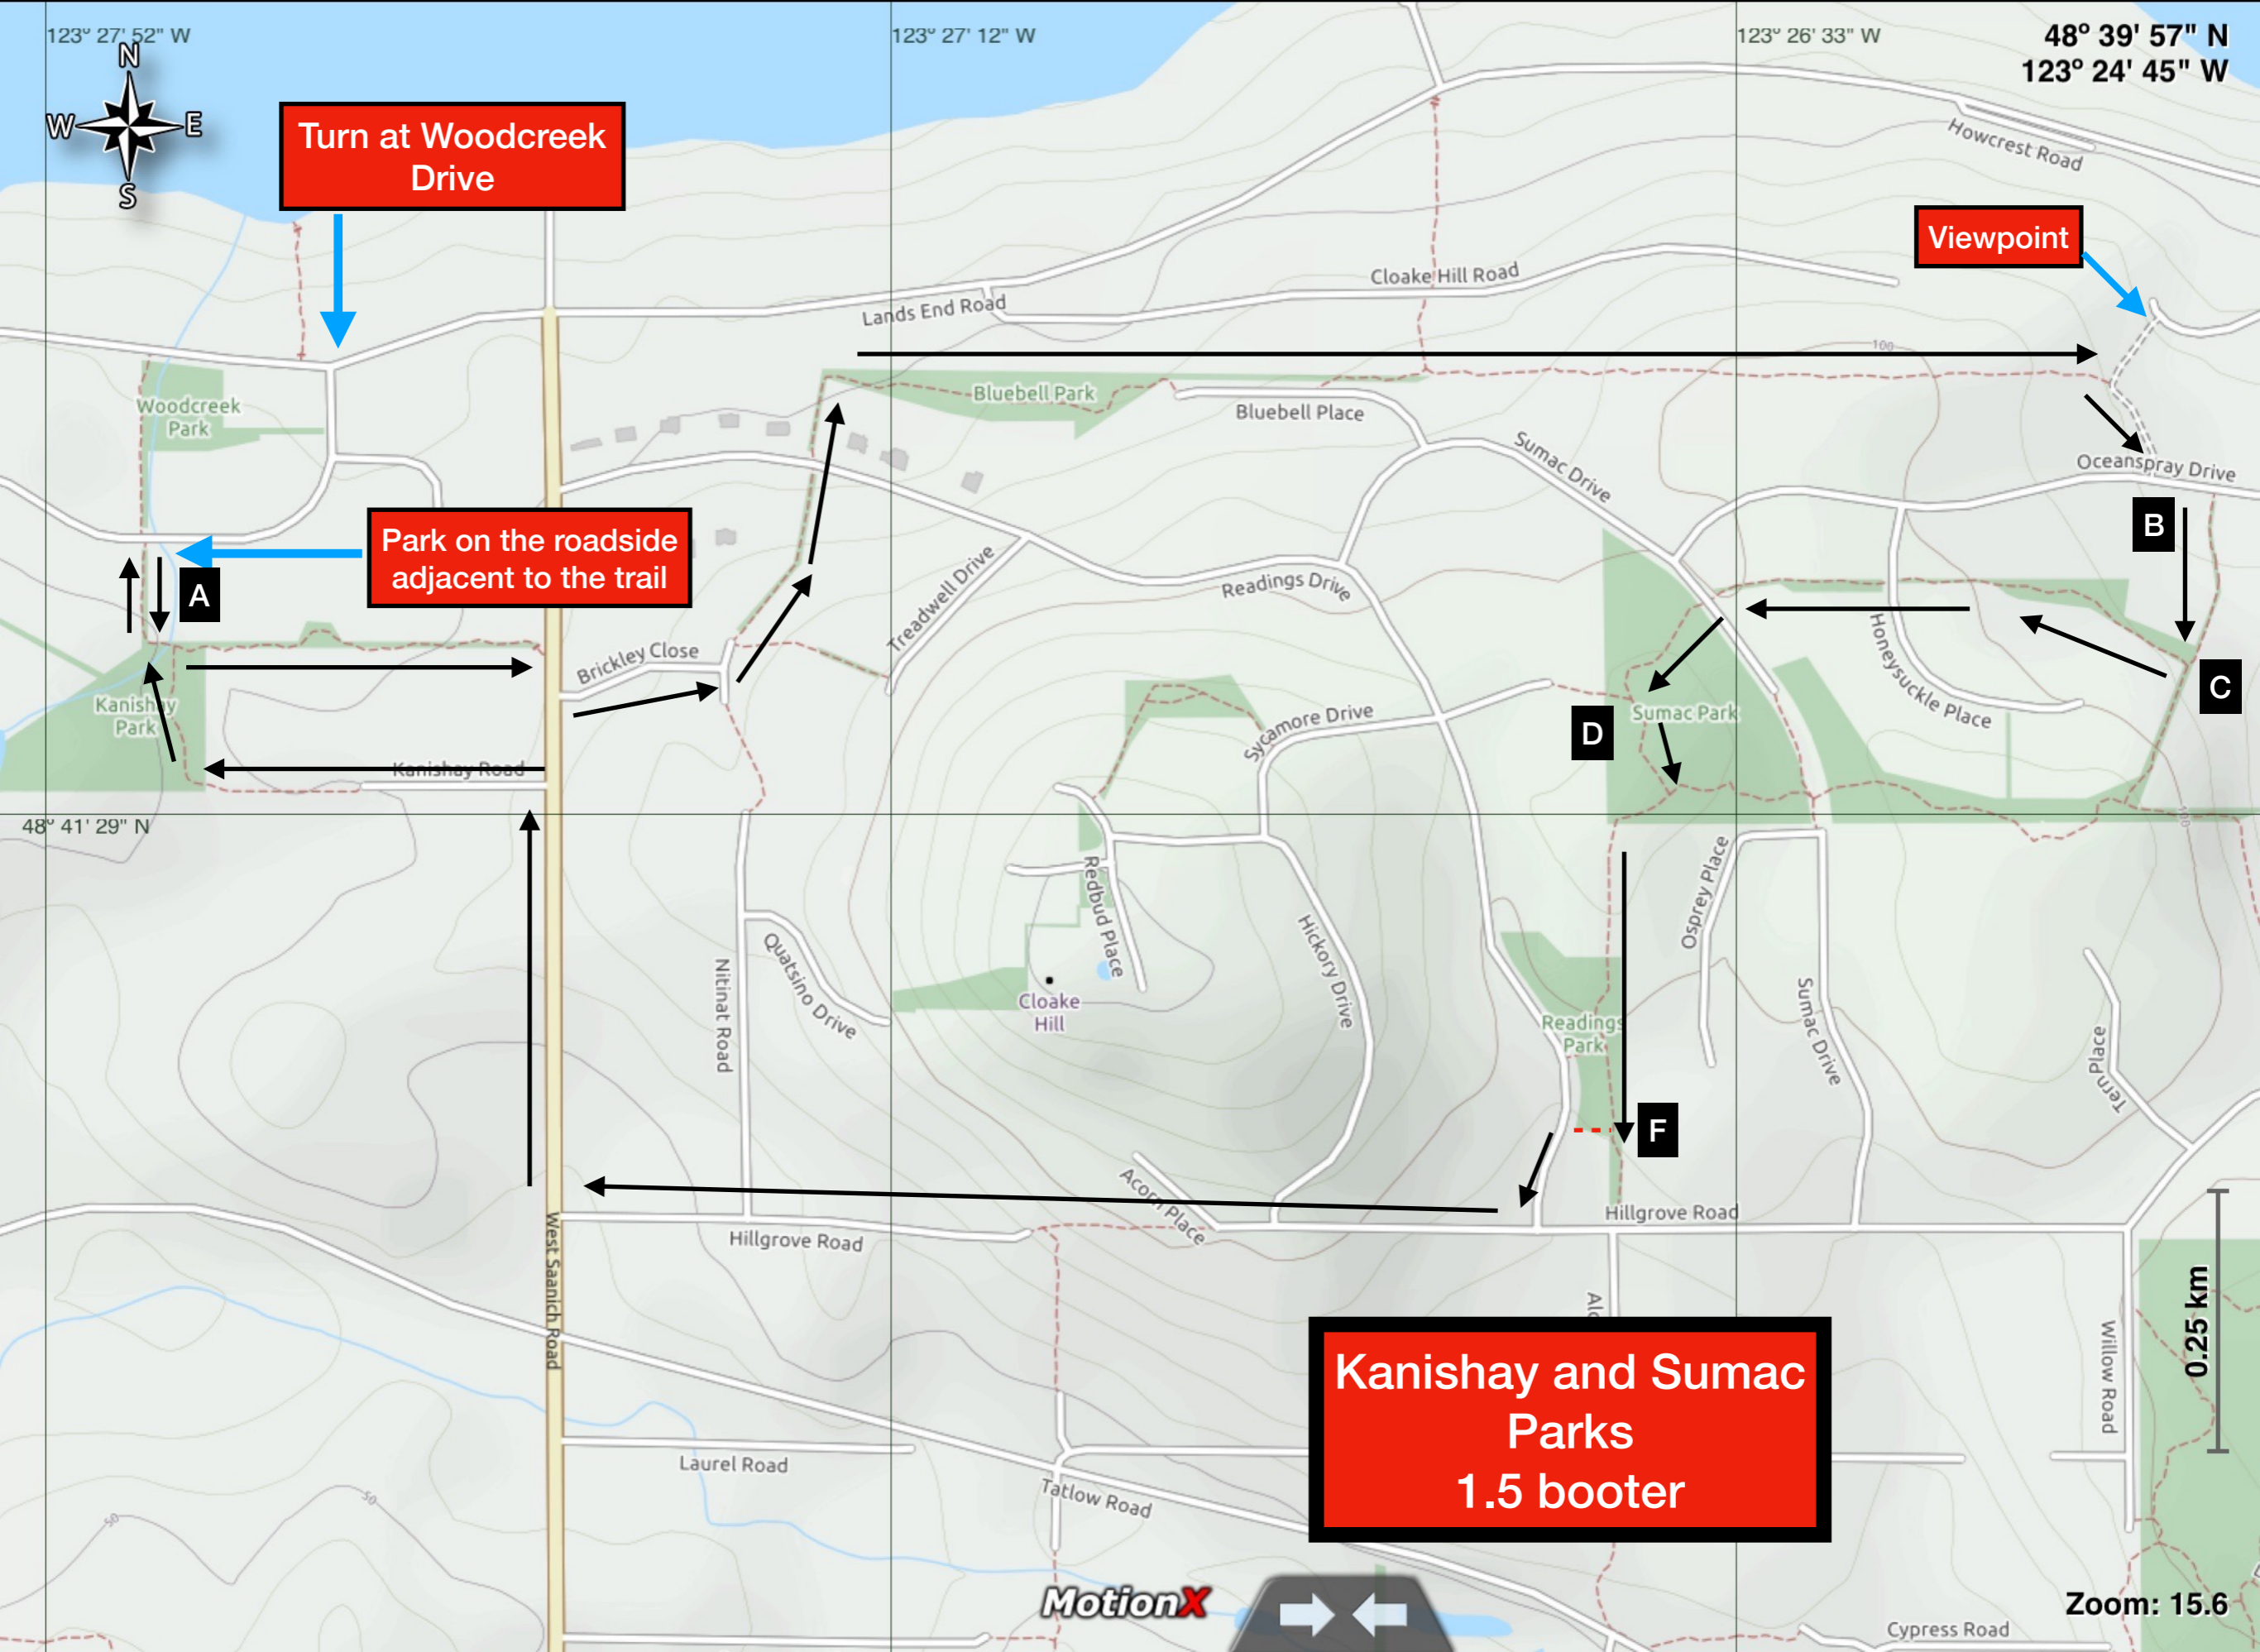 123° 27' 52" W
123° 27' 12" W
123° 26' 33" W
48° 39' 57" N
123° 24' 45" W
N
W
E
S
Turn at Woodcreek
Drive
Howcrest Road
Viewpoint
Cloake Hill Road
Lands End Road
100
Woodcreek
Park
Bluebell Park
Bluebell Place
Sumac Drive
Oceanspray Drive
Park on the roadside
adjacent to the trail
B
A
Treadwell Drive
Readings Drive
Brickley Close
Honeysuckle Place
C
Kanishay
Park
Sycamore Drive
Sumac Park
D
Kanishay Road
48° 41' 29" N
100
Redbud Place
Osprey Place
Hickory Drive
Quatsino Drive
Nitinat Road
Cloake
Hill
Readings
Park
Sumac Drive
Tern Place
F
Acorn Place
Hillgrove Road
Hillgrove Road
West Saanich Road
0.25 km
Willow Road
Kanishay and Sumac
Parks
1.5 booter
Laurel Road
Tatlow Road
50
50
MotionX
Zoom: 15.6
Cypress Road